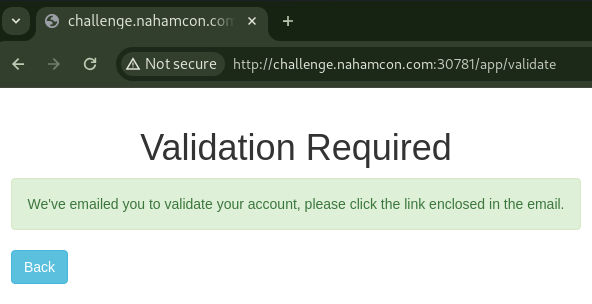 challenge.nahamcon.com
Not secure
http://challenge.nahamcon.com:30781/app/validate
Validation Required
We've emailed you to validate your account, please click the link enclosed in the email.
Back